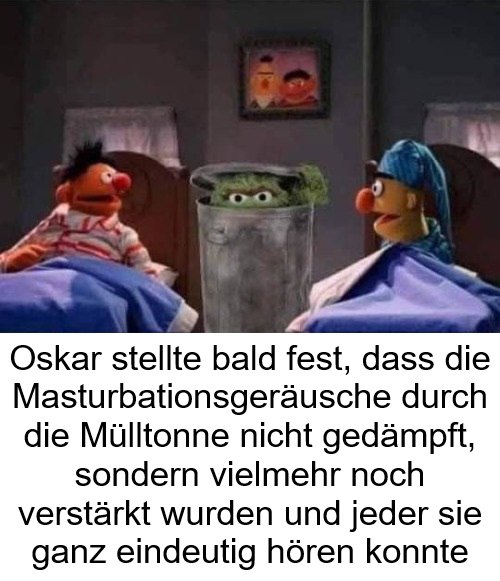 Oskar stellte bald fest, dass die
Masturbationsgeräusche durch
die Mülltonne nicht gedämpft,
sondern vielmehr noch
verstärkt wurden und jeder sie
ganz eindeutig hören konnte